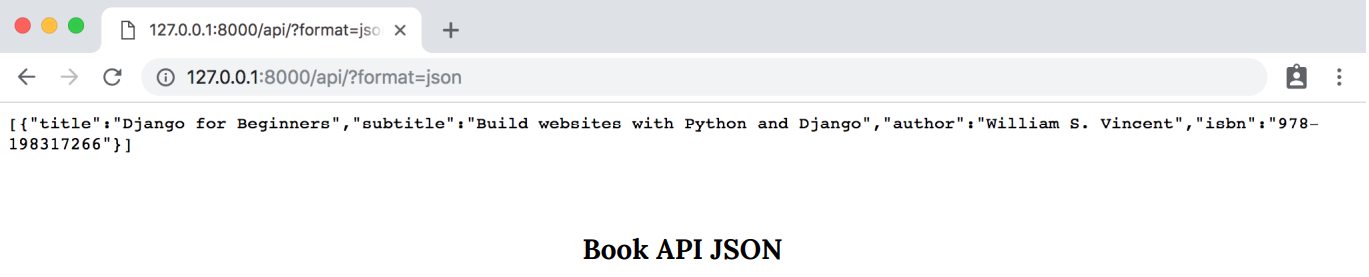 127.0.0.1:8000/api/?format=jso
127.0.0.1:8000/api/?format=json
[{"title":"Django for Beginners","subtitle":"Build websites with Python and Django","author":"William S. Vincent","isbn":"978-
198317266"}]
Book API JSON